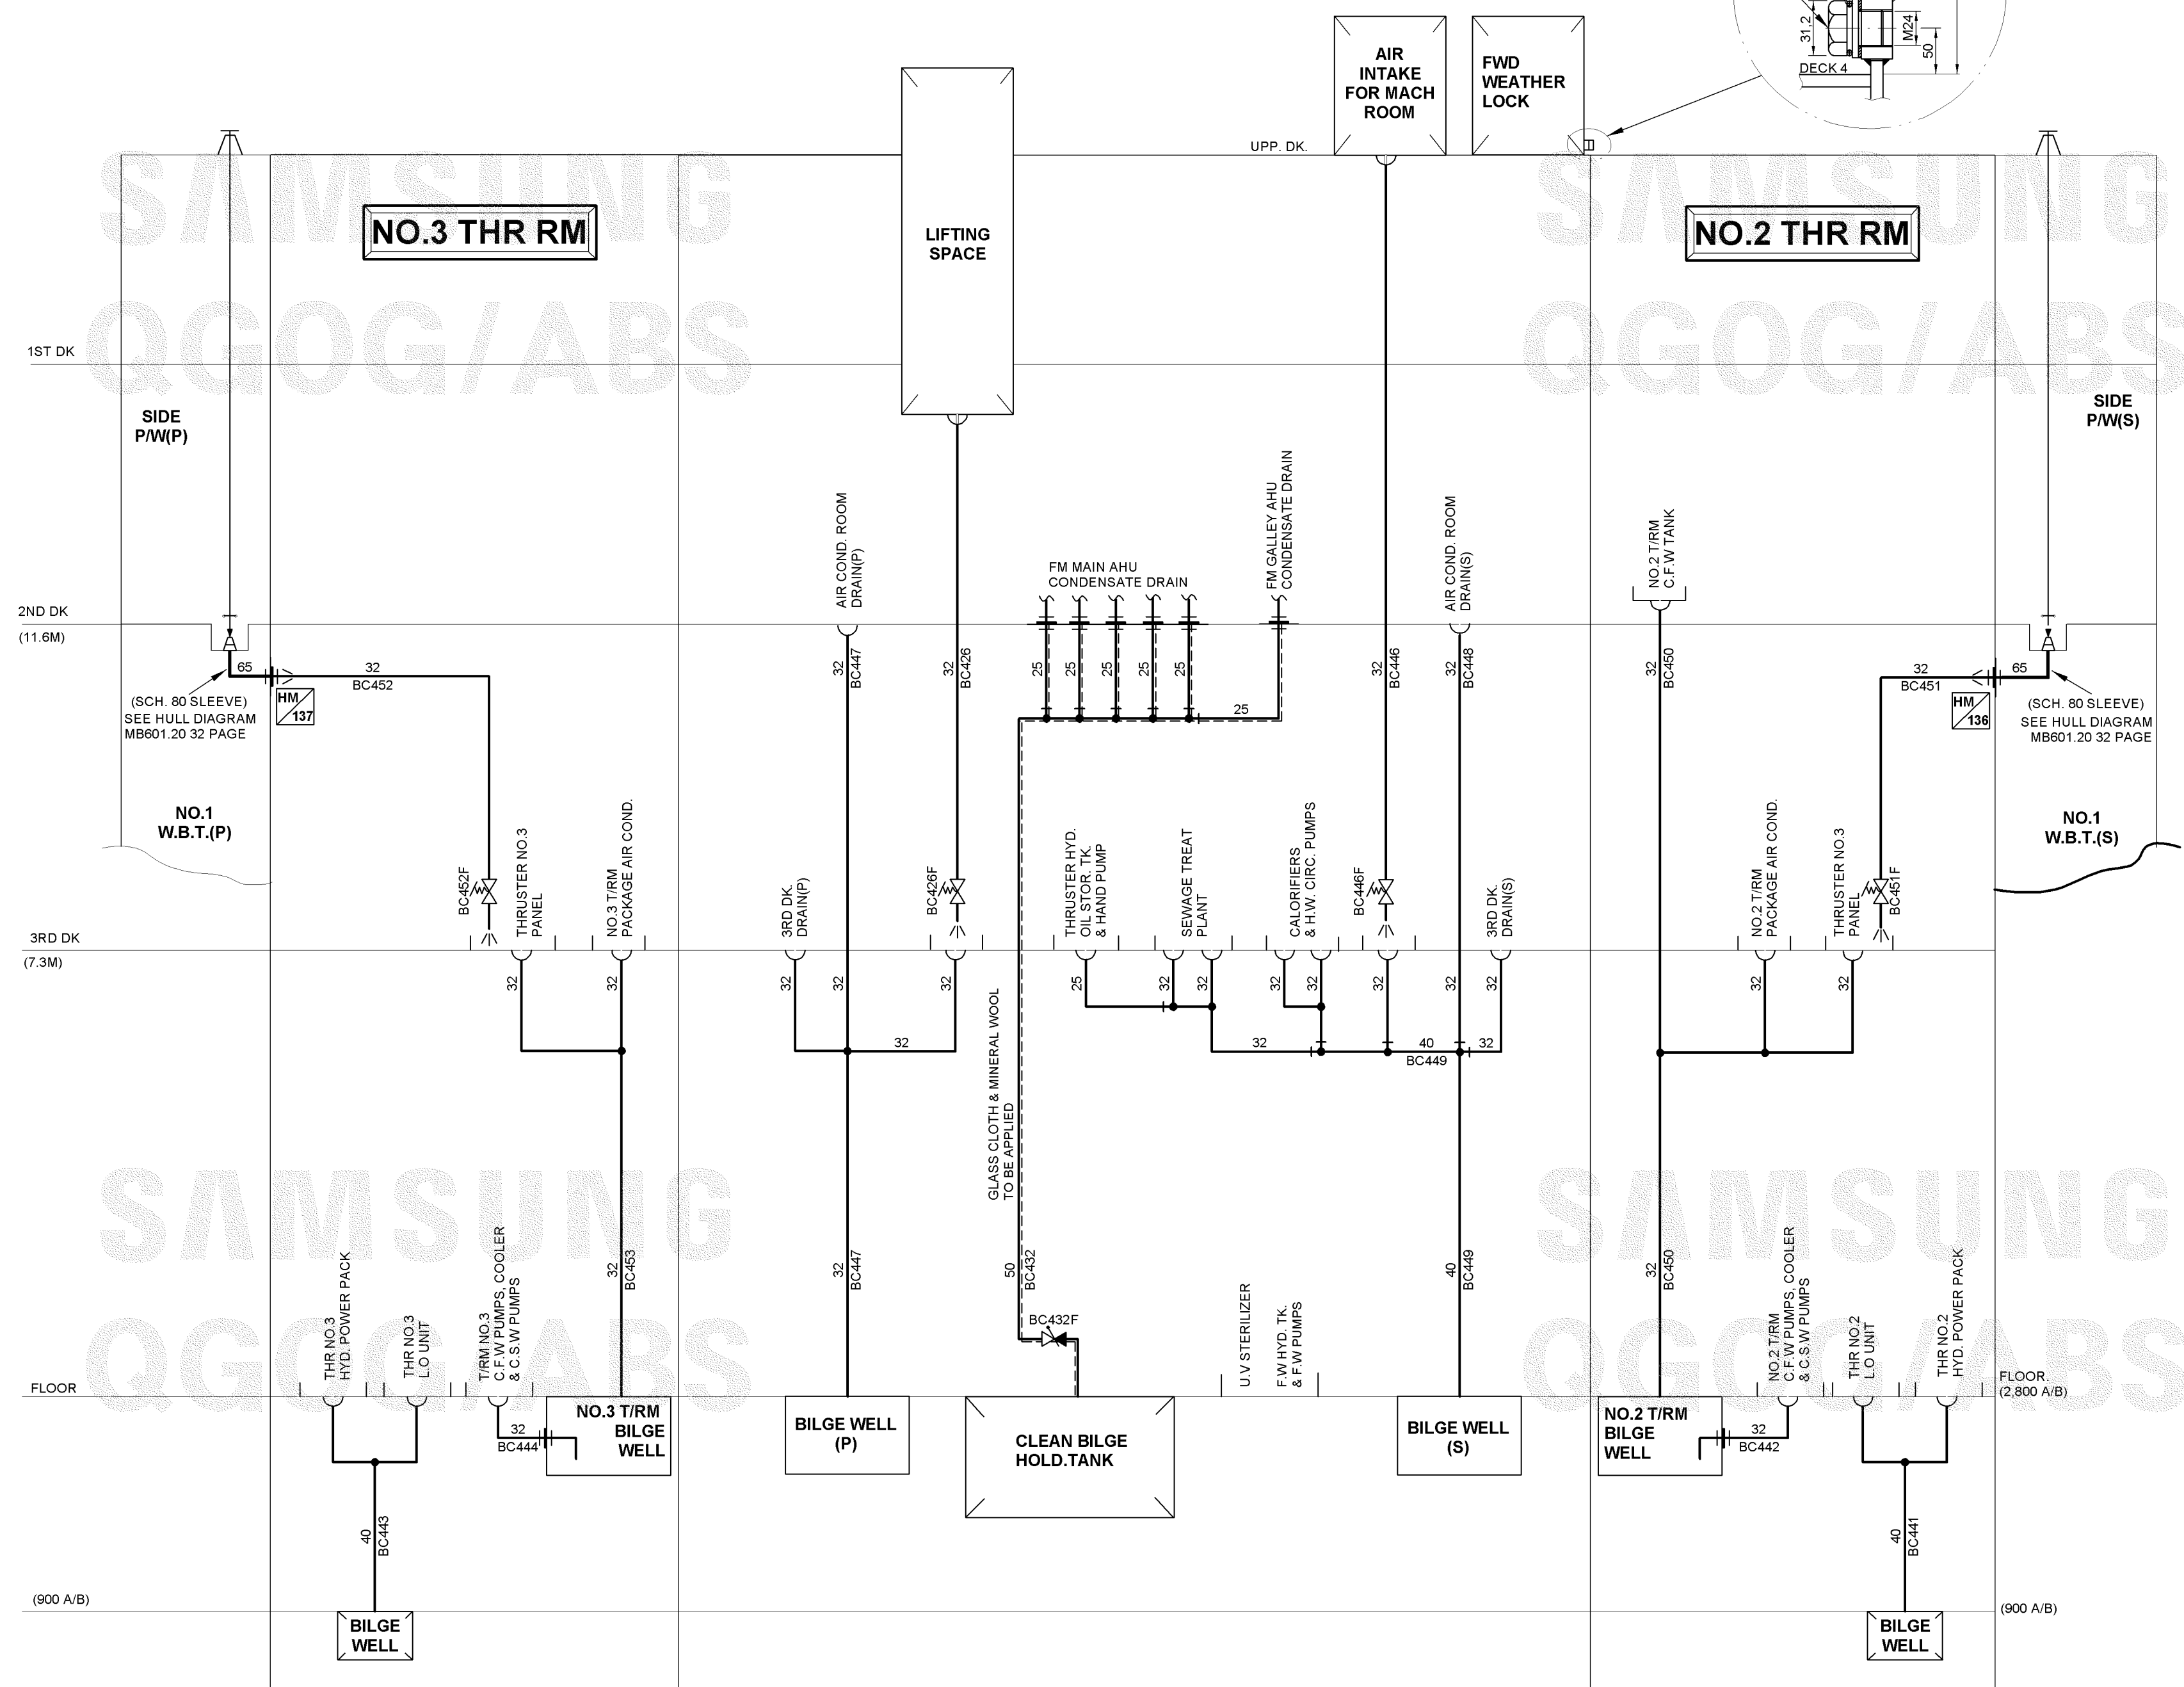 31,2
M24
50
DECK 4
AIR
INTAKE
FOR MACH
ROOM
FWD
WEATHER
LOCK
UPP. DK.
SAMSUNG
QGOG/ABS
SAMSUNG
QGOG/ABS
NO.3 THR RM
LIFTING
SPACE
NO.2 THR RM
1ST DK
SIDE
P/W(P)
SIDE
P/W(S)
AIR COND. ROOM
DRAIN(P)
FM MAIN AHU
CONDENSATE DRAIN
FM GALLEY AHU
CONDENSATE DRAIN
AIR COND. ROOM
DRAIN(S)
NO.2 T/RM
C.F.W TANK
2ND DK
(11.6M)
65
32
BC452
HM
137
(SCH. 80 SLEEVE)
SEE HULL DIAGRAM
MB601.20 32 PAGE
32
BC447
32
BC426
25
25
25
25
25
25
32
BC446
32
BC448
32
BC450
32
BC451
65
HM
136
(SCH. 80 SLEEVE)
SEE HULL DIAGRAM
MB601.20 32 PAGE
NO.1
W.B.T.(P)
NO.1
W.B.T.(S)
BC452F
THRUSTER NO.3
PANEL
NO.3 T/RM
PACKAGE AIR COND.
3RD DK.
DRAIN(P)
BC426F
THRUSTER HYD.
OIL STOR. TK.
& HAND PUMP
SEWAGE TREAT
PLANT
CALORIFIERS
& H.W. CIRC. PUMPS
BC446F
3RD DK.
DRAIN(S)
NO.2 T/RM
PACKAGE AIR COND.
THRUSTER NO.3
PANEL
BC451F
3RD DK
(7.3M)
32
32
32
32
32
25
32
32
32
32
32
32
32
32
32
32
32
40
BC449
32
GLASS CLOTH & MINERAL WOOL
TO BE APPLIED
SAMSUNG
QGOG/ABS
SAMSUNG
QGOG/ABS
THR NO.3
HYD. POWER PACK
THR NO.3
L.O UNIT
T/RM NO.3
C.F.W PUMPS, COOLER
& C.S.W PUMPS
32
BC453
32
BC447
50
BC432
BC432F
U.V STERILIZER
F.W HYD. TK.
& F.W PUMPS
40
BC449
32
BC450
NO.2 T/RM
C.F.W PUMPS, COOLER
& C.S.W PUMPS
THR NO.2
L.O UNIT
THR NO.2
HYD. POWER PACK
FLOOR
FLOOR.
(2,800 A/B)
32
BC444
NO.3 T/RM
BILGE
WELL
BILGE WELL
(P)
CLEAN BILGE
HOLD.TANK
BILGE WELL
(S)
NO.2 T/RM
BILGE
WELL
32
BC442
40
BC443
40
BC441
(900 A/B)
(900 A/B)
BILGE
WELL
BILGE
WELL